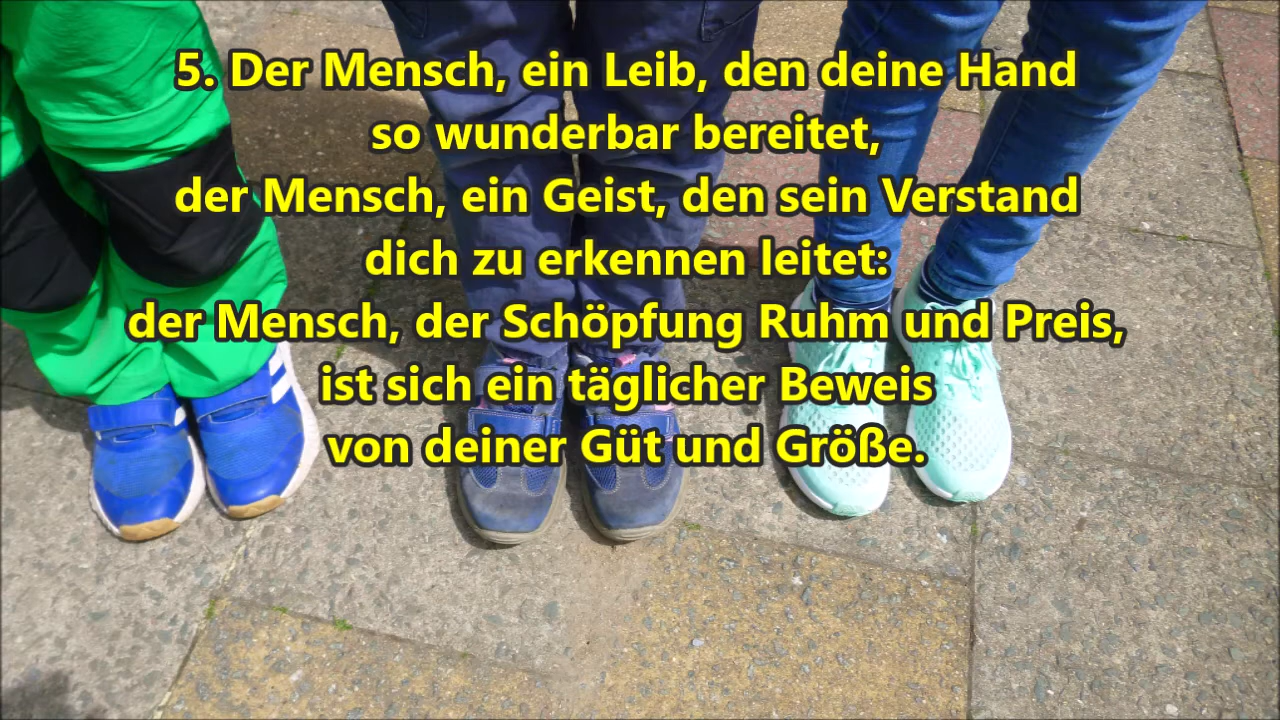 5. Der Mensch, ein Leib, den deine Hand
so wunderbar bereitet,
der Mensch, ein Geist, den sein Verstand
dich zu erkennen leitet:
der Mensch, der Schöpfung Ruhm und Preis,
ist sich ein täglicher Beweis
von deiner Güt und Größe.